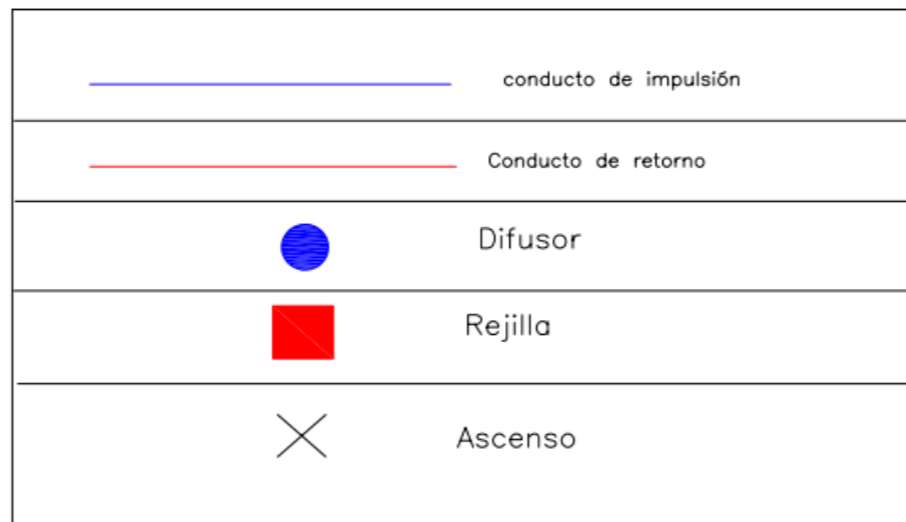 conducto de impulsión
Conducto de retorno
Difusor
Rejilla
Ascenso